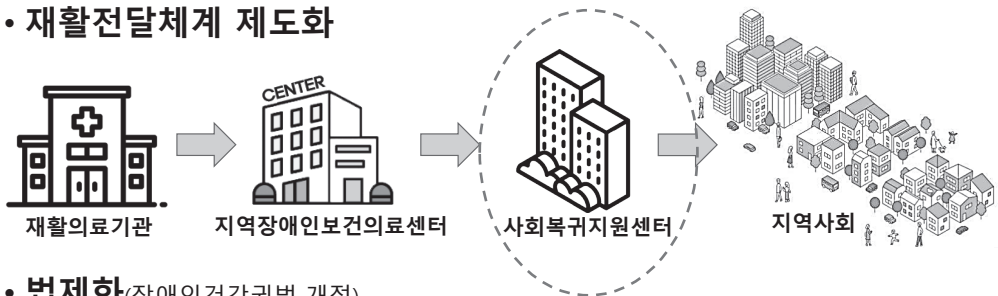 • 재활전달체계 제도화
CENTER
재활의료기관
지역장애인보건의료센터
사회복귀지원센터
지역사회
• 법제화(장애인건강권법 개정)